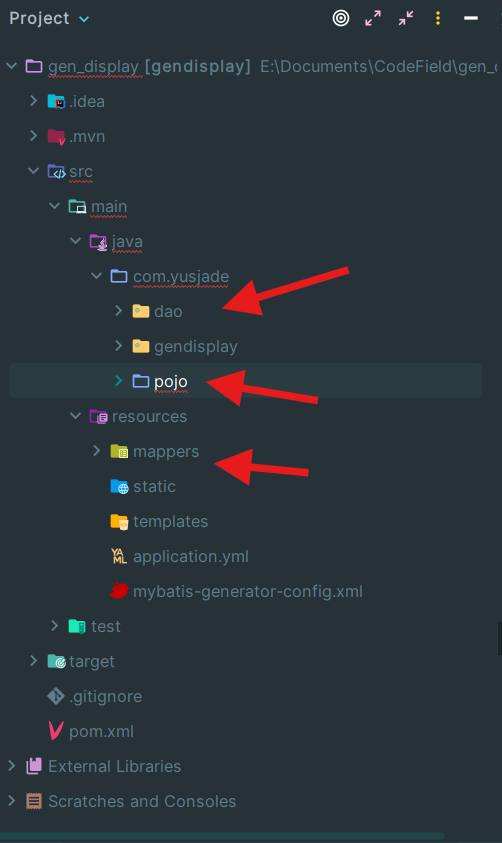 Project
gen_display [gendisplay] E:\Documents\CodeField\gen_
.idea
.mvn
src
main
java
com.yusjade
dao
gendisplay
pojo
resources
mappers
static
templates
YAML application.yml
mybatis-generator-config.xml
test
target
.gitignore
pom.xml
External Libraries
Scratches and Consoles